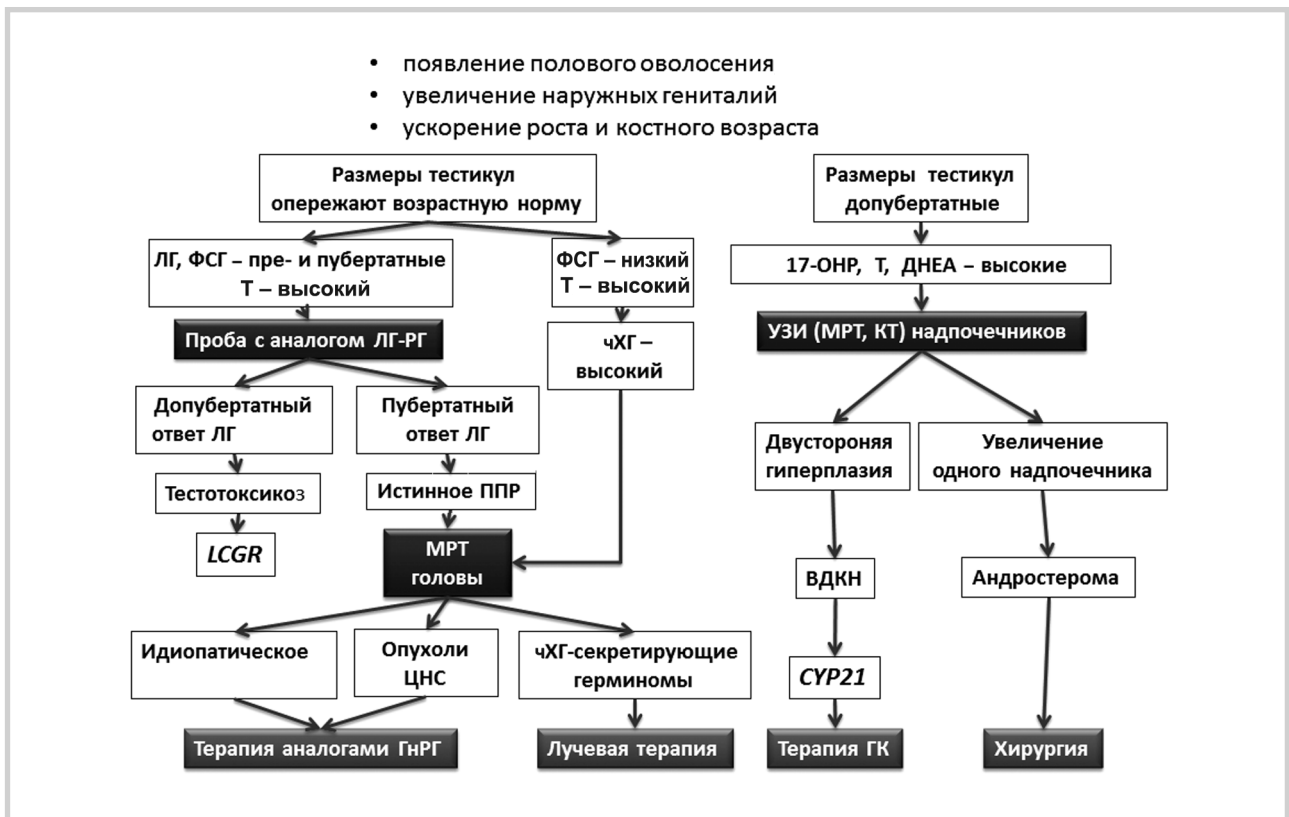 • появление полового оволосения
• увеличение наружных гениталий
• ускорение роста и костного возраста
Размеры тестикул
опережают возрастную норму
Размеры тестикул
допубертатные
ЛГ, ФСГ – пре- и пубертатные
Т – высокий
ФСГ – низкий
Т – высокий
17-ОНР, Т, ДНЕА – высокие
Проба с аналогом ЛГ-РГ
чХГ –
высокий
УЗИ (МРТ, КТ) надпочечников
Допубертатный
ответ ЛГ
Пубертатный
ответ ЛГ
Двустороняя
гиперплазия
Увеличение
одного надпочечника
Тестотоксикоз
Истинное ППР
LCGR
МРТ
головы
ВДКН
Андростерома
Идиопатическое
Опухоли
ЦНС
чХГ-секретирующие
герминомы
CYP21
Терапия аналогами ГнРГ
Лучевая терапия
Терапия ГК
Хирургия